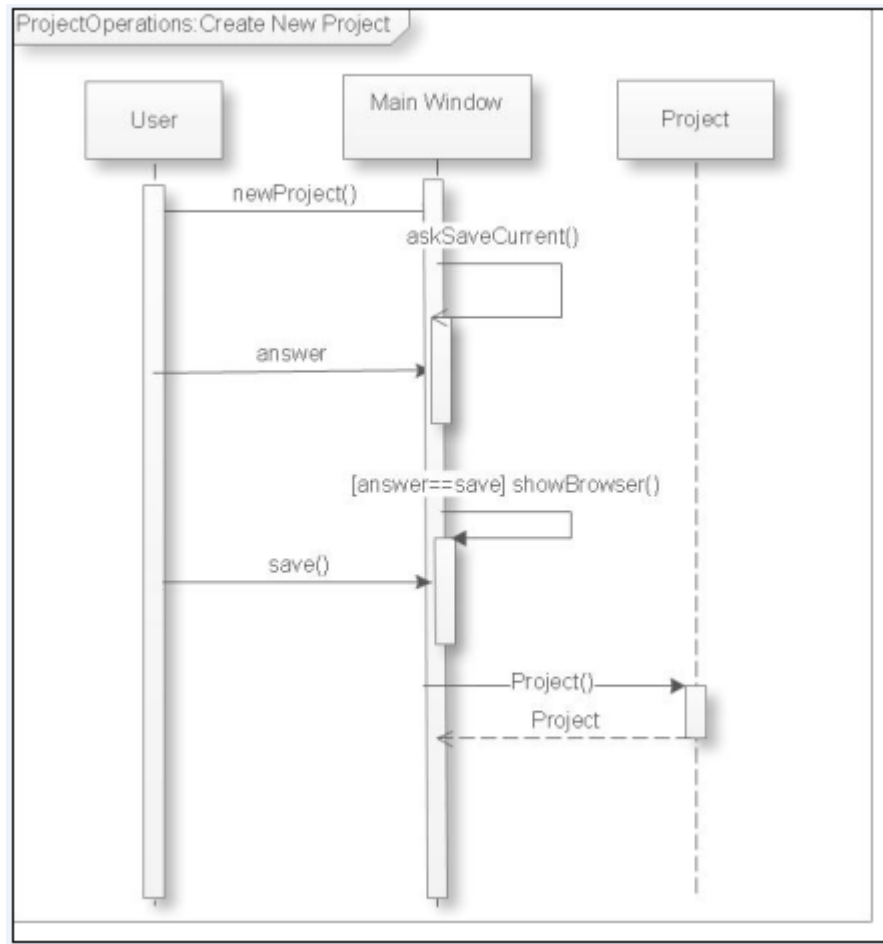 ProjectOperations:Create New Project
User
Main Window
Project
newProject()
askSaveCurrent()
answer
[answer==save] showBrowser()
save()
Project()
Project